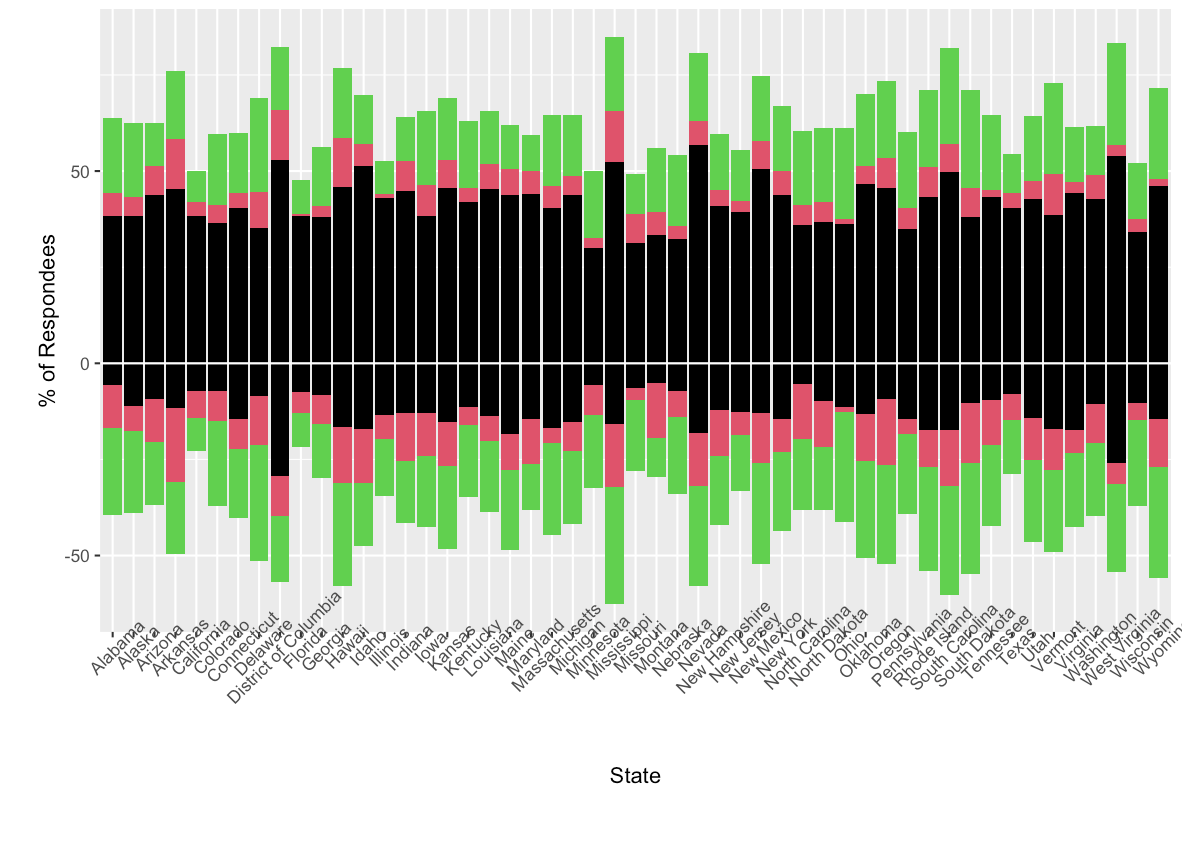 % of Respondees
50
0
-50
Alabama
Alaska
Arizona
Arkansas
California
Colorado
Connecticut
Delaware
District of Columbia
Florida
Georgia
Hawaii
Idaho
Illinois
Indiana
Iowa
Kansas
Kentucky
Louisiana
Maine
Maryland
Massachusetts
Michigan
Minnesota
Mississippi
Missouri
Montana
Nebraska
Nevada
New Hampshire
New Jersey
New Mexico
New York
North Carolina
North Dakota
Ohio
Oklahoma
Oregon
Pennsylvania
Rhode Island
South Carolina
South Dakota
Tennessee
Texas
Utah
Vermont
Virginia
Washington
West Virginia
Wisconsin
Wyomin
State